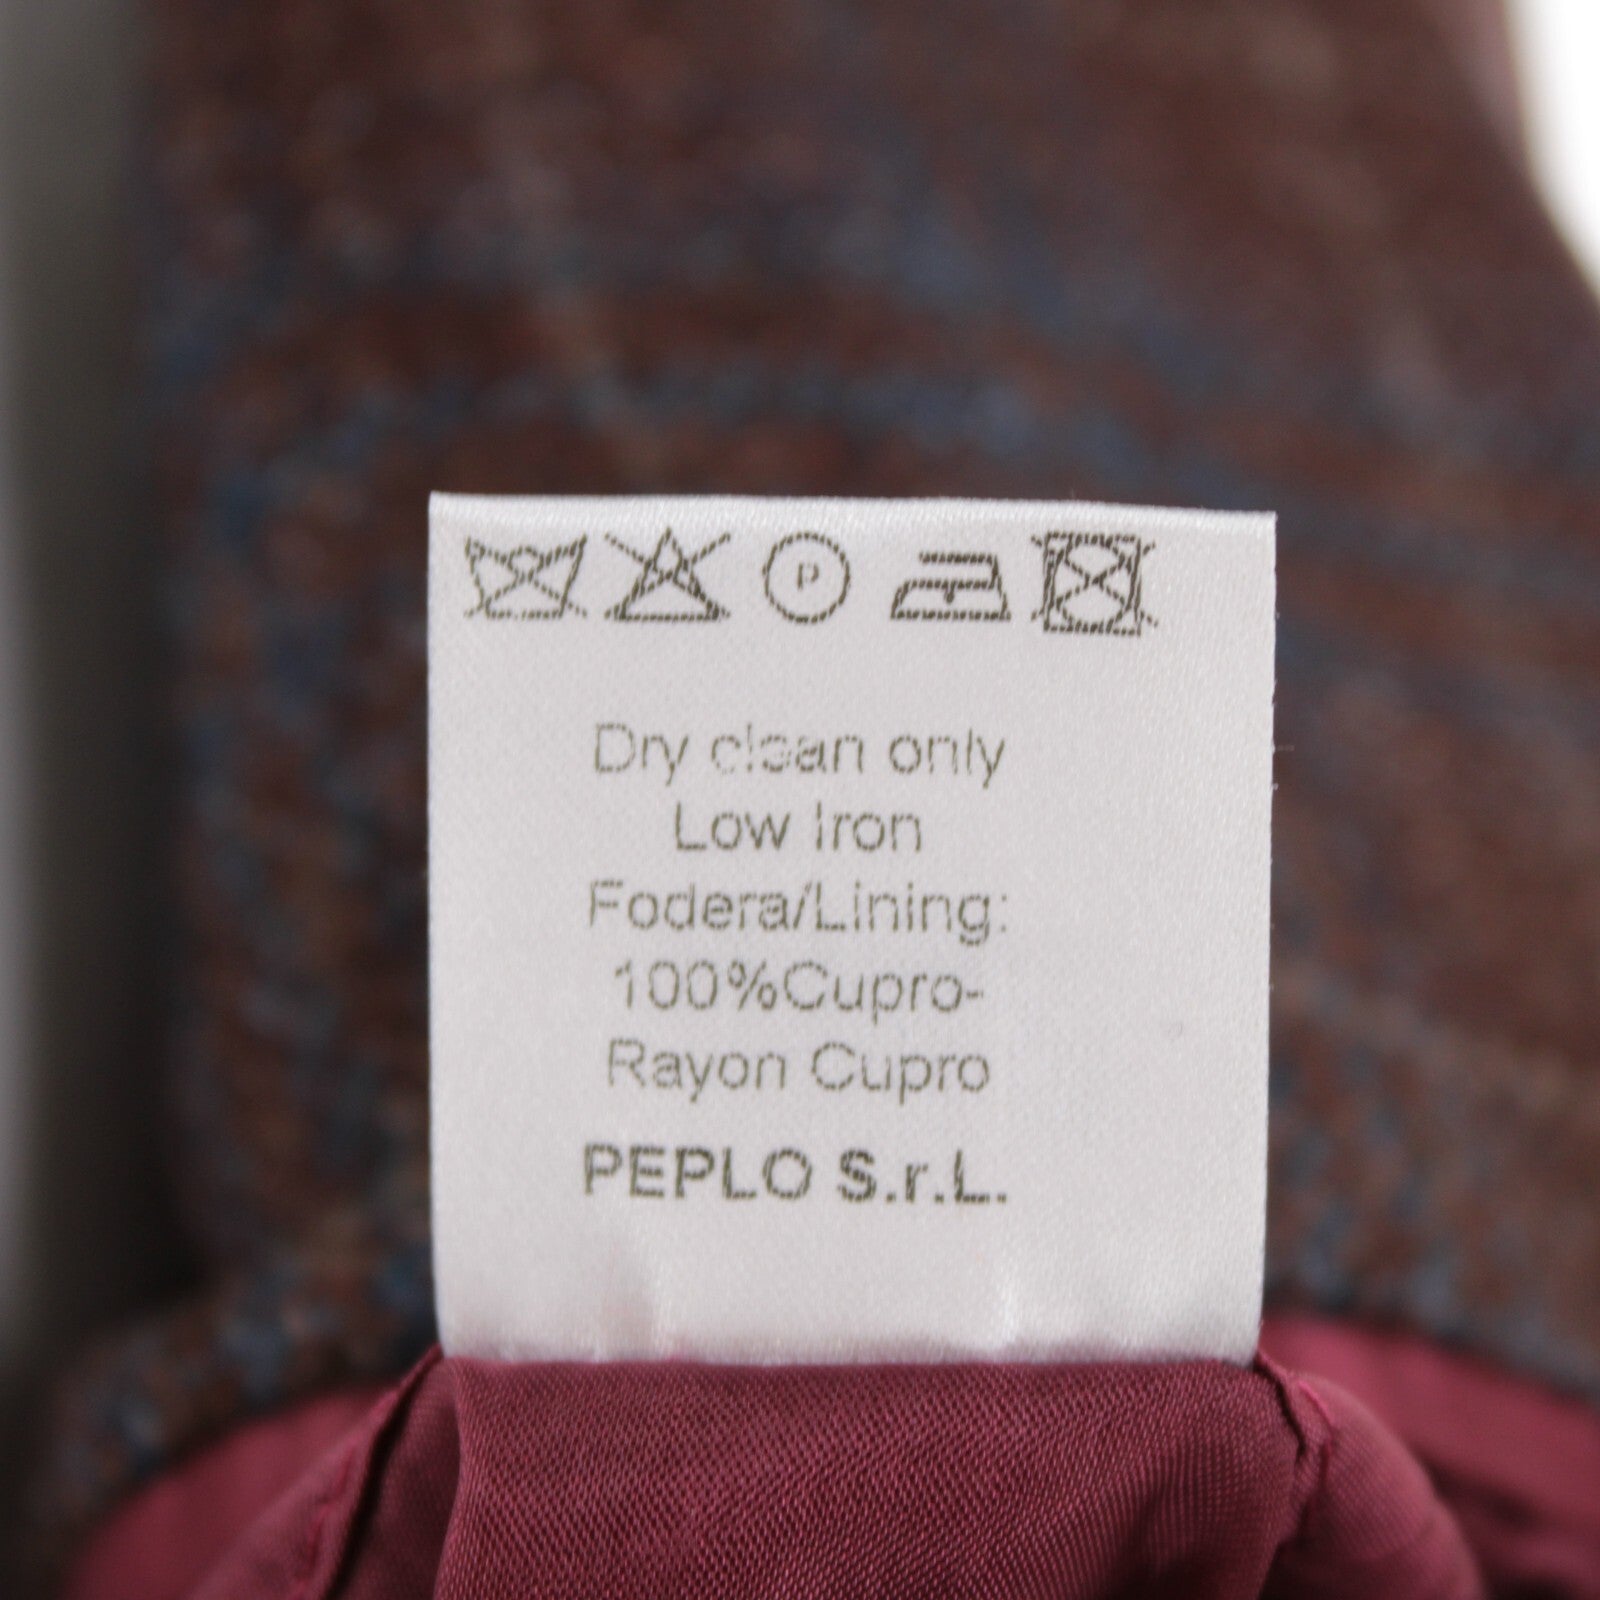 P
Dry clean only
Low Iron
Fodera/Lining:
100%Cupro-
Rayon Cupro
PEPLO S.r.L.